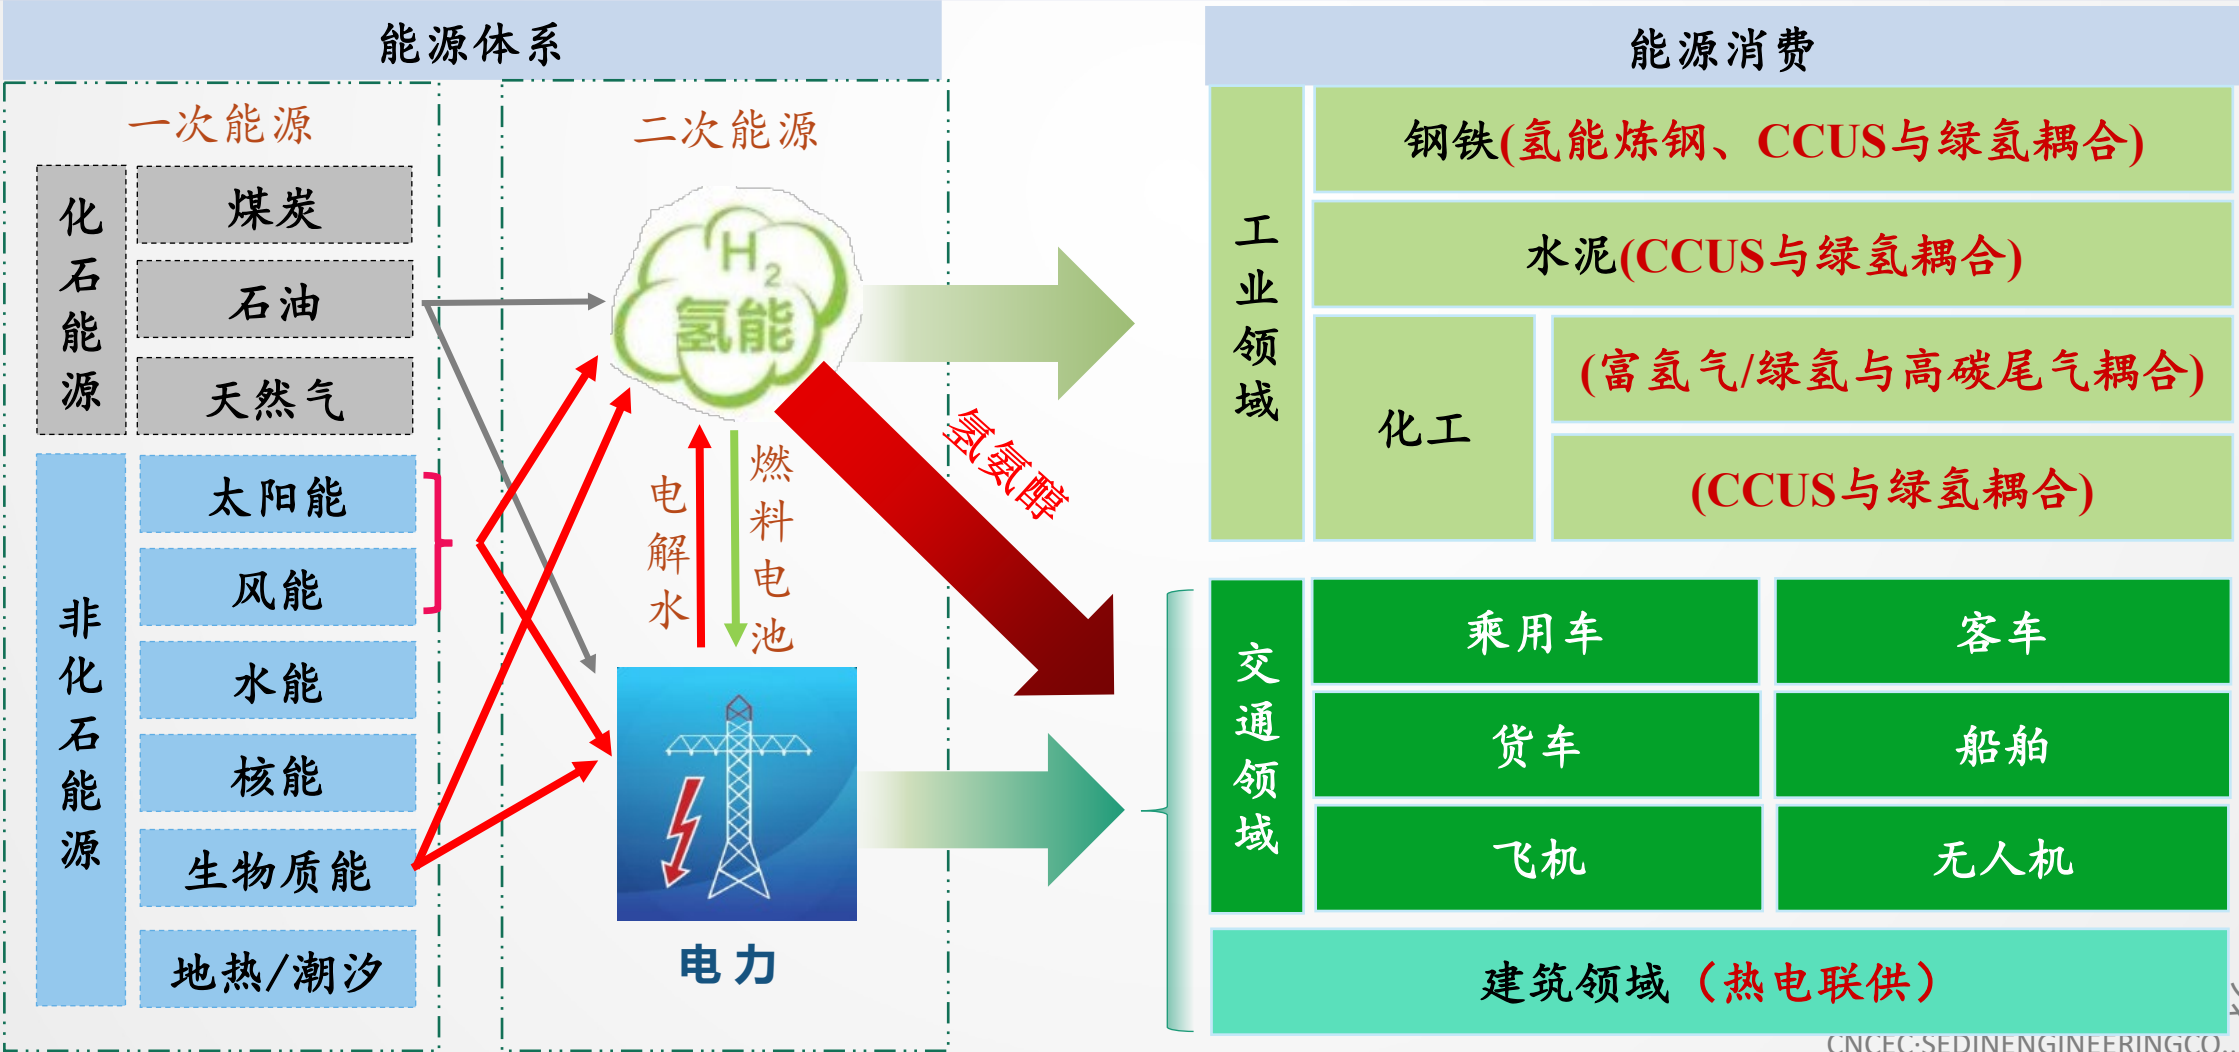 能源体系
一次能源
化石能源
煤炭
石油
天然气
非化石能源
太阳能
风能
水能
核能
生物质能
地热/潮汐
二次能源
H2
氢能
电解水
燃料电池
电力
氢氨醇
能源消费
工业领域
钢铁(氢能炼钢、CCUS与绿氢耦合)
水泥(CCUS与绿氢耦合)
化工
(富氢气/绿氢与高碳尾气耦合)
(CCUS与绿氢耦合)
交通领域
乘用车
客车
货车
船舶
飞机
无人机
建筑领域（热电联供）
CNCEC·SEDINENGINEERINGCO.